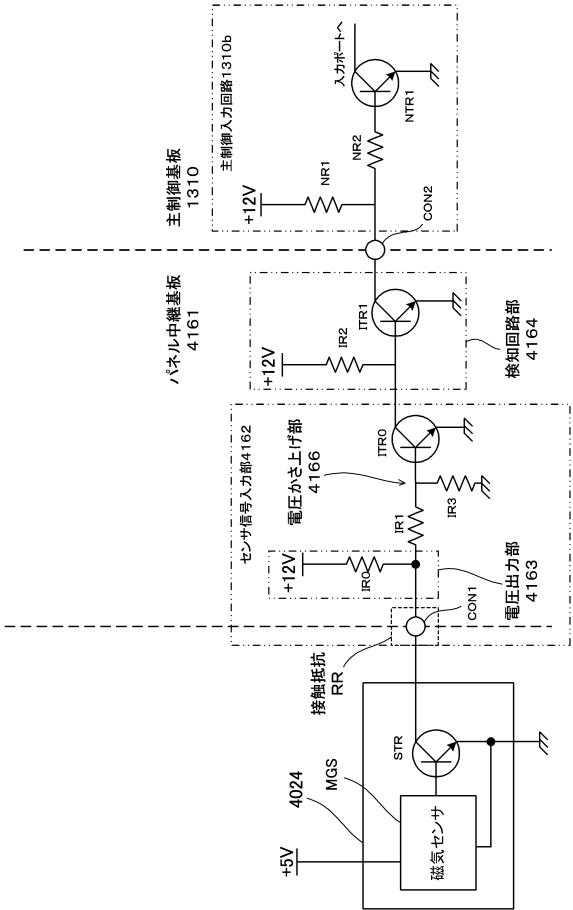 +5V
4024
MGS
磁気センサ
STR
接触抵抗
RR
CON1
センサ信号入力部4162
+12V
IR0
電圧出力部
4163
IR1
電圧かさ上げ部
4166
IR3
ITR0
パネル中継基板
4161
+12V
IR2
ITR1
検知回路部
4164
CON2
主制御基板
1310
主制御入力回路1310b
+12V
NR1
NR2
NTR1
入力ポートへ